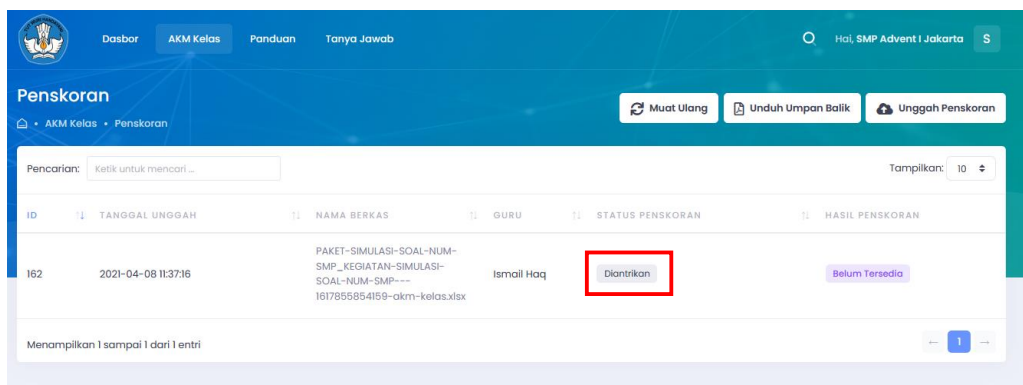 Dasbor AKM Kelas Panduan Tanya Jawab Hai, SMP Advent I Jakarta S
Penskoran
Muat Ulang Unduh Umpan Balik Unggah Penskoran
AKM Kelas • Penskoran
Pencarian: Ketik untuk mencari ... Tampilkan: 10
ID TANGGAL UNGGAH NAMA BERKAS GURU STATUS PENSKORAN HASIL PENSKORAN
PAKET-SIMULASI-SOAL-NUM-
SMP_KEGIATAN-SIMULASI-
162 2021-04-08 11:37:16 Ismail Haq Diantrikan Belum Tersedia
SOAL-NUM-SMP---
1617855854159-akm-kelas.xlsx
Menampilkan 1 sampai 1 dari 1 entri ← 1 →